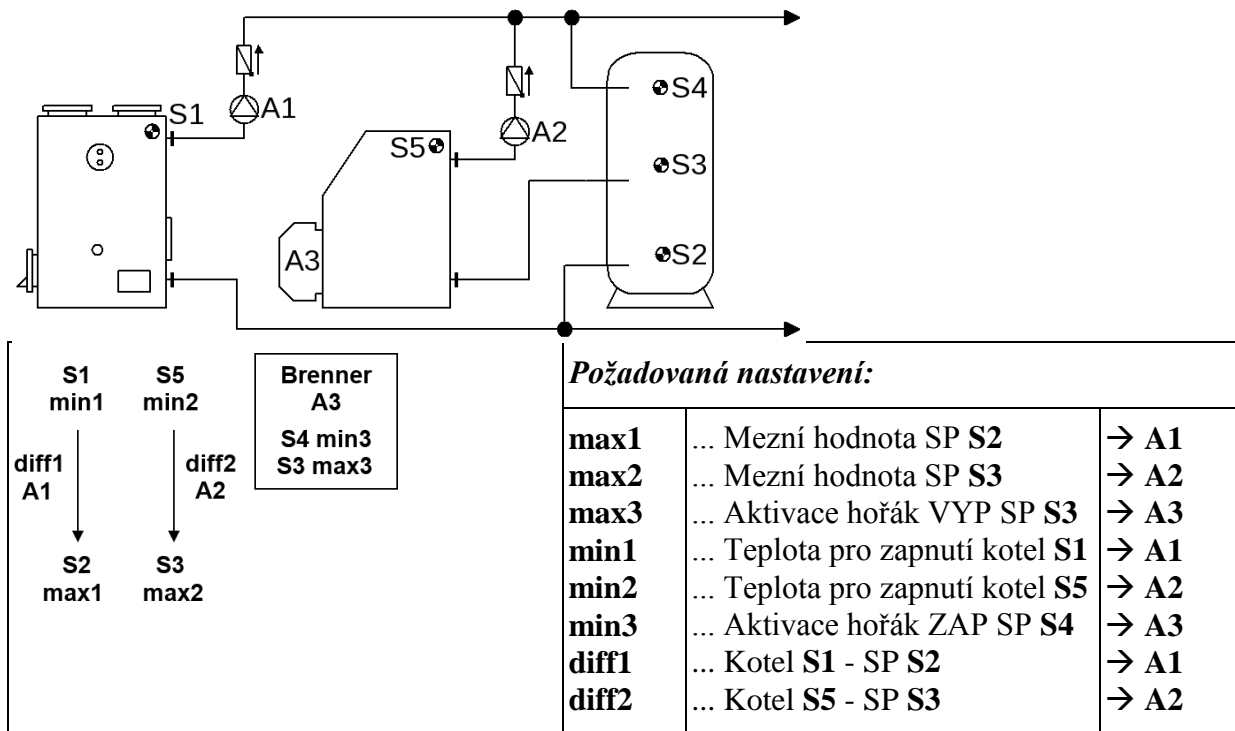 S4
S1
A1
A2
S5
S3
A3
S2
S1 S5
min1 min2
diff1 diff2
A1 A2
S2 S3
max1 max2
Brenner
A3
S4 min3
S3 max3
Požadovaná nastavení:
max1 ... Mezní hodnota SP S2 → A1
max2 ... Mezní hodnota SP S3 → A2
max3 ... Aktivace hořák VYP SP S3 → A3
min1 ... Teplota pro zapnutí kotel S1 → A1
min2 ... Teplota pro zapnutí kotel S5 → A2
min3 ... Aktivace hořák ZAP SP S4 → A3
diff1 ... Kotel S1 - SP S2 → A1
diff2 ... Kotel S5 - SP S3 → A2